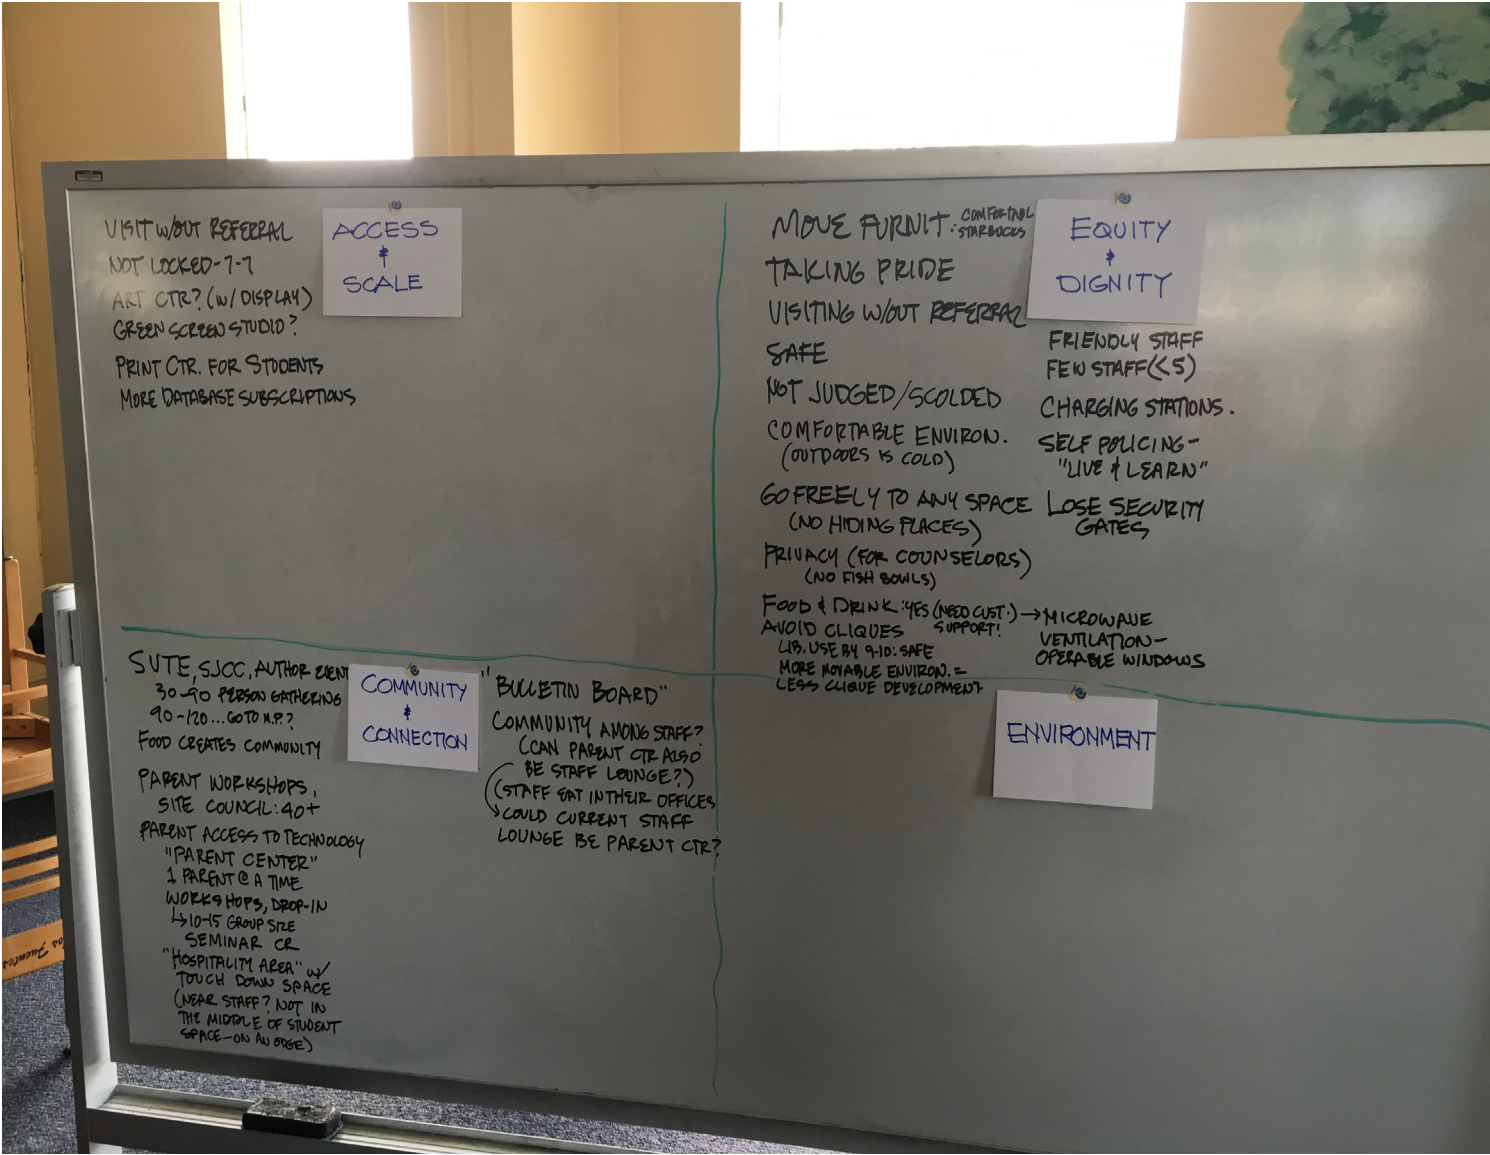 ACCESS
&
SCALE
VISIT W/OUT REFERRAL
NOT LOCKED-7-7
ART CTR? (W/ DISPLAY)
GREEN SCREEN STUDIO?
PRINT CTR. FOR STUDENTS
MORE DATABASE SUBSCRIPTIONS
EQUITY
&
DIGNITY
MOVE FURNIT.:
STARBUCKS
TAKING PRIDE
VISITING W/OUT REFERRAL
SAFE
NOT JUDGED/SCOLDED
COMFORTABLE ENVIRON.
(OUTDOORS IS COLD)
GO FREELY TO ANY SPACE
(NO HIDING PLACES)
PRIVACY (FOR COUNSELORS)
(NO FISH BOWLS)
FOOD & DRINK: YES (NEED CUST.) →
SUPPORT!
AVOID CLIQUES
LIB. USE BY 9-10: SAFE
MORE MOVABLE ENVIRON. =
LESS CLIQUE DEVELOPMENT
FRIENDLY STAFF
FEW STAFF (<5)
CHARGING STATIONS.
SELF POLICING-
"LIVE & LEARN"
LOSE SECURITY
GATES
MICROWAVE
VENTILATION-
OPERABLE WINDOWS
COMMUNITY
&
CONNECTION
SVTE, SJCC, AUTHOR EVENT
30-90 PERSON GATHERING
90-120... GO TO M.P.?
FOOD CREATES COMMUNITY
PARENT WORKSHOPS,
SITE COUNCIL: 40+
PARENT ACCESS TO TECHNOLOGY
"PARENT CENTER"
1 PARENT @ A TIME
WORKSHOPS, DROP-IN
↳ 10-15 GROUP SIZE
SEMINAR CR
"HOSPITALITY AREA" W/
TOUCH DOWN SPACE
(NEAR STAFF? NOT IN
THE MIDDLE OF STUDENT
SPACE-ON AN EDGE)
"BULLETIN BOARD"
COMMUNITY AMONG STAFF?
(CAN PARENT CTR ALSO
BE STAFF LOUNGE?)
(STAFF EAT IN THEIR OFFICES
COULD CURRENT STAFF
LOUNGE BE PARENT CTR?
ENVIRONMENT